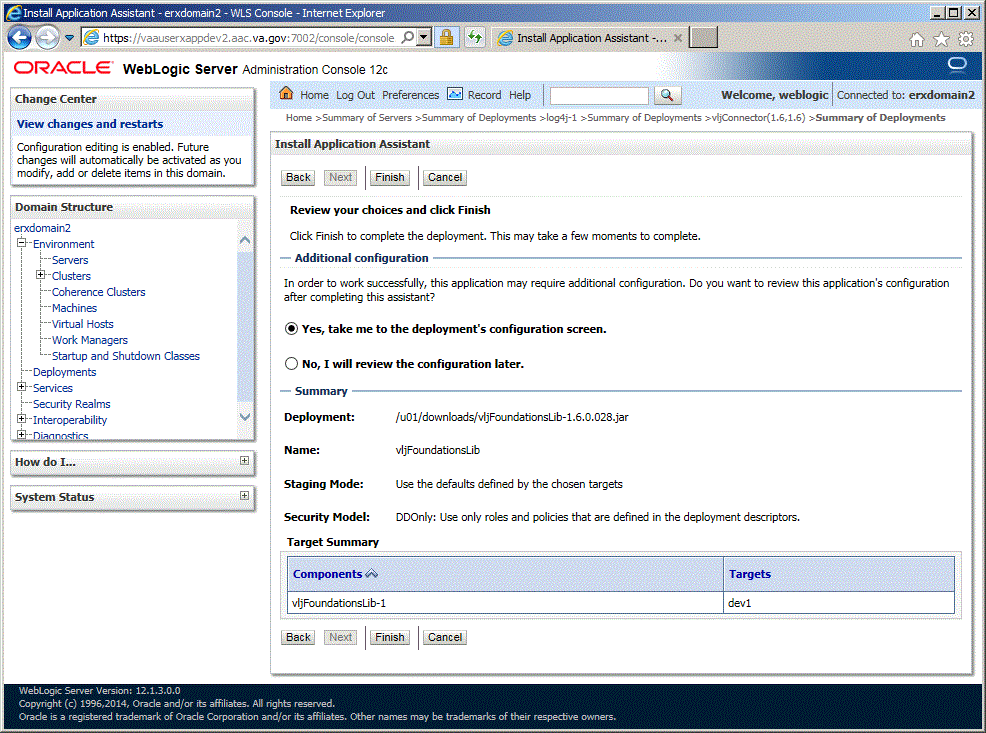 Install Application Assistant - erxdomain2 - WLS Console - Internet Explorer
https://vaauserxappdev2.aac.va.gov:7002/console/console
Install Application Assistant -...
ORACLE WebLogic Server Administration Console 12c
Change Center
View changes and restarts
Configuration editing is enabled. Future
changes will automatically be activated as you
modify, add or delete items in this domain.
Domain Structure
erxdomain2
Environment
Servers
Clusters
Coherence Clusters
Machines
Virtual Hosts
Work Managers
Startup and Shutdown Classes
Deployments
Services
Security Realms
Interoperability
Diagnostics
How do I...
System Status
Home Log Out Preferences Record Help
Welcome, weblogic Connected to: erxdomain2
Home >Summary of Servers >Summary of Deployments >log4j-1 >Summary of Deployments >vljConnector(1.6,1.6) >Summary of Deployments
Install Application Assistant
Back Next Finish Cancel
Review your choices and click Finish
Click Finish to complete the deployment. This may take a few moments to complete.
Additional configuration
In order to work successfully, this application may require additional configuration. Do you want to review this application's configuration
after completing this assistant?
Yes, take me to the deployment's configuration screen.
No, I will review the configuration later.
Summary
Deployment: /u01/downloads/vljFoundationsLib-1.6.0.028.jar
Name: vljFoundationsLib
Staging Mode: Use the defaults defined by the chosen targets
Security Model: DDOnly: Use only roles and policies that are defined in the deployment descriptors.
Target Summary
Components Targets
vljFoundationsLib-1 dev1
Back Next Finish Cancel
WebLogic Server Version: 12.1.3.0.0
Copyright (c) 1996,2014, Oracle and/or its affiliates. All rights reserved.
Oracle is a registered trademark of Oracle Corporation and/or its affiliates. Other names may be trademarks of their respective owners.